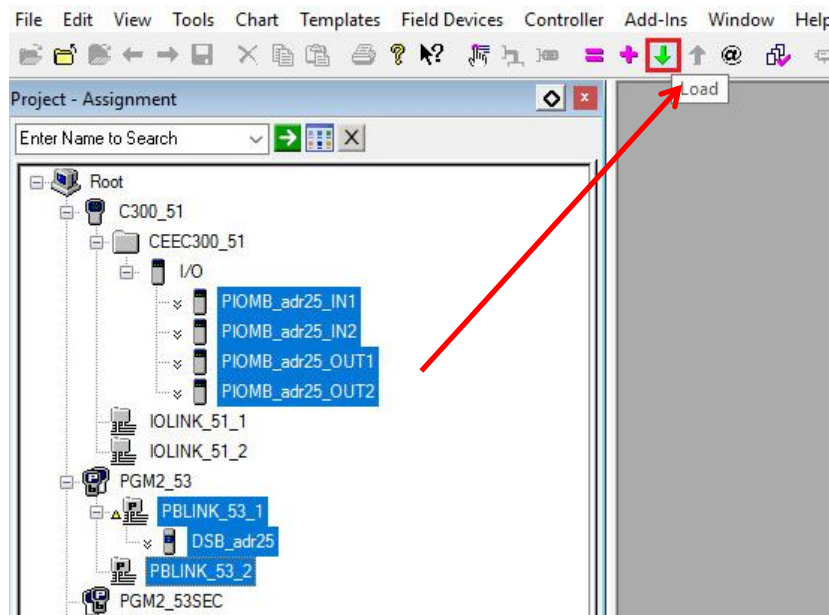 File Edit View Tools Chart Templates Field Devices Controller Add-Ins Window Help
Load
Project - Assignment
Enter Name to Search
Root
C300_51
CEEC300_51
I/O
PIOMB_adr25_IN1
PIOMB_adr25_IN2
PIOMB_adr25_OUT1
PIOMB_adr25_OUT2
IOLINK_51_1
IOLINK_51_2
PGM2_53
PBLINK_53_1
DSB_adr25
PBLINK_53_2
PGM2_53SEC